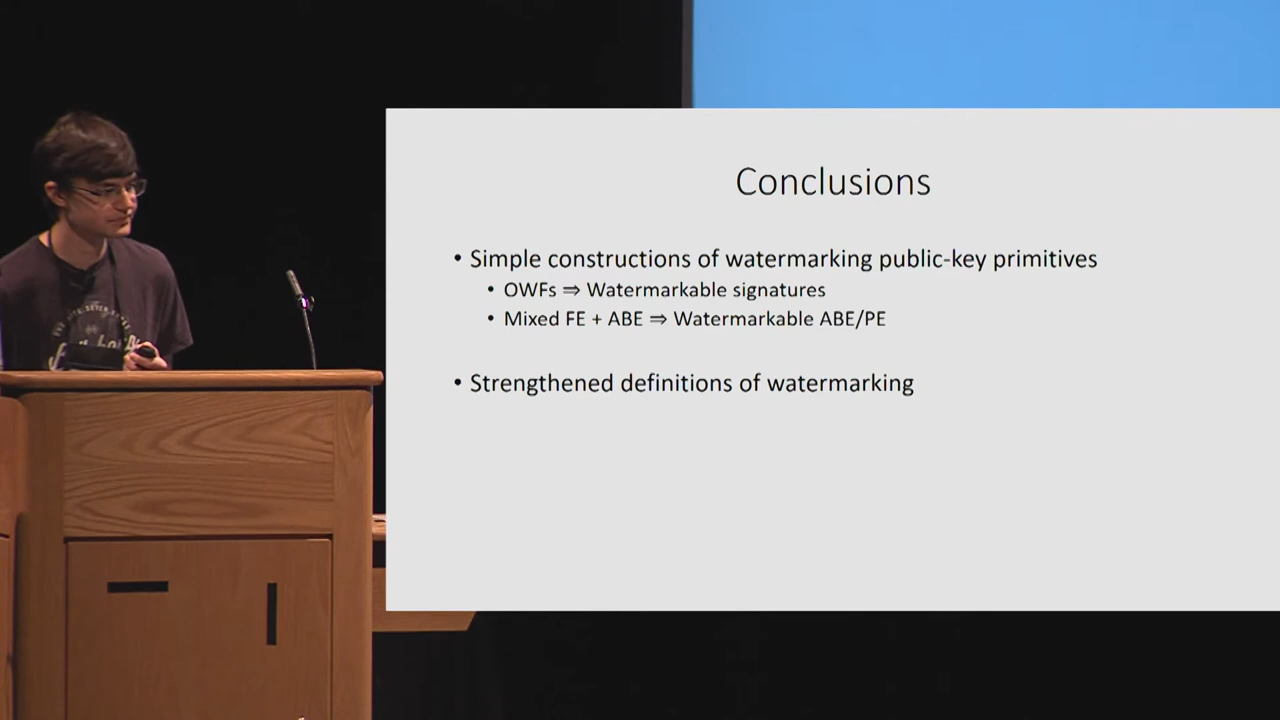 Conclusions
• Simple constructions of watermarking public-key primitives
• OWFs ⇒ Watermarkable signatures
• Mixed FE + ABE ⇒ Watermarkable ABE/PE
• Strengthened definitions of watermarking